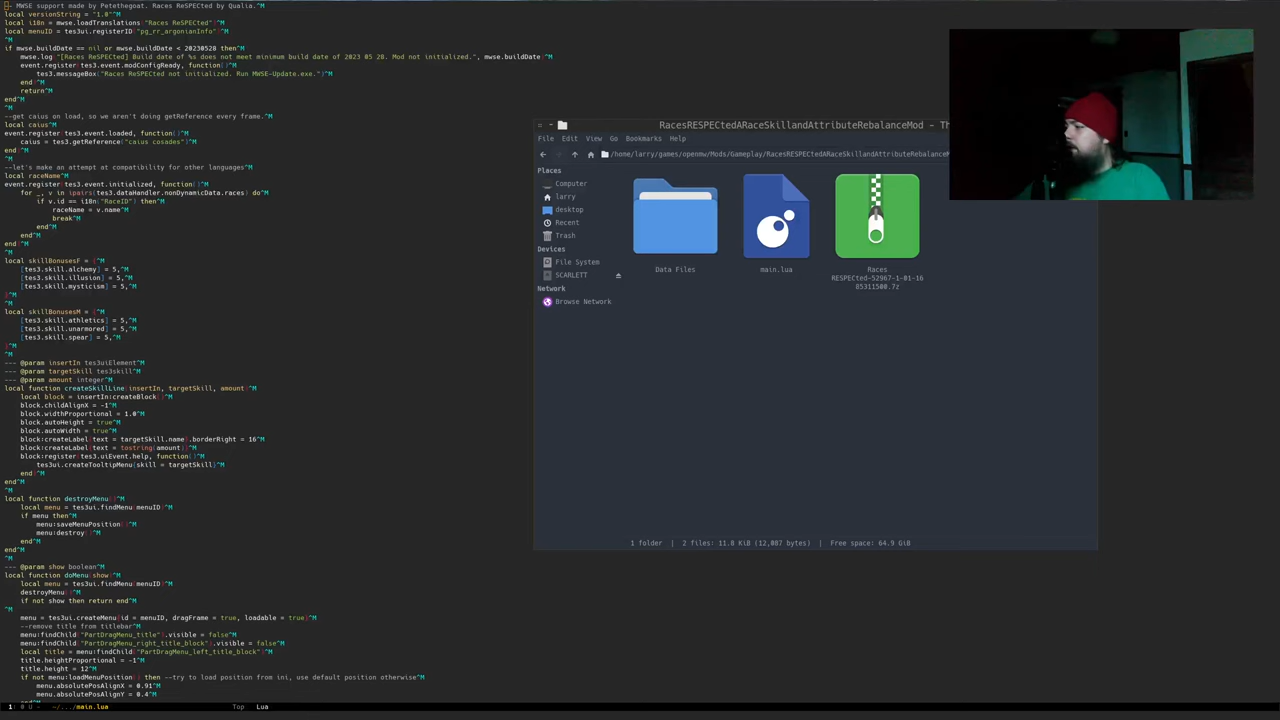 -- MWSE support made by Petethegoat. Races ReSPECted by Qualia.^M
local versionString = "1.0"^M
local i18n = mwse.loadTranslations("Races ReSPECted")^M
local menuID = tes3ui.registerID("pg_rr_argonianInfo")^M
^M
if mwse.buildDate == nil or mwse.buildDate < 20230528 then^M
mwse.log("[Races ReSPECted] Build date of %s does not meet minimum build date of 2023 05 28. Mod not initialized.", mwse.buildDate)^M
event.register(tes3.event.modConfigReady, function()^M
tes3.messageBox("Races ReSPECted not initialized. Run MWSE-Update.exe.")^M
end)^M
return^M
end^M
^M
--get caius on load, so we aren't doing getReference every frame.^M
local caius^M
event.register(tes3.event.loaded, function()^M
caius = tes3.getReference("caius cosades")^M
end)^M
^M
--let's make an attempt at compatibility for other languages^M
local raceName^M
event.register(tes3.event.initialized, function()^M
for _, v in ipairs(tes3.dataHandler.nonDynamicData.races) do^M
if v.id == i18n("RaceID") then^M
raceName = v.name^M
break^M
end^M
end^M
end)^M
^M
local skillBonusesF = {^M
[tes3.skill.alchemy] = 5,^M
[tes3.skill.illusion] = 5,^M
[tes3.skill.mysticism] = 5,^M
}^M
^M
local skillBonusesM = {^M
[tes3.skill.athletics] = 5,^M
[tes3.skill.unarmored] = 5,^M
[tes3.skill.spear] = 5,^M
}^M
^M
--- @param insertIn tes3uiElement^M
--- @param targetSkill tes3skill^M
--- @param amount integer^M
local function createSkillLine(insertIn, targetSkill, amount)^M
local block = insertIn:createBlock()^M
block.childAlignX = -1^M
block.widthProportional = 1.0^M
block.autoHeight = true^M
block.autoWidth = true^M
block:createLabel{text = targetSkill.name}.borderRight = 16^M
block:createLabel{text = tostring(amount)}^M
block:register(tes3.uiEvent.help, function()^M
tes3ui.createTooltipMenu{skill = targetSkill}^M
end)^M
end^M
^M
local function destroyMenu()^M
local menu = tes3ui.findMenu(menuID)^M
if menu then^M
menu:saveMenuPosition()^M
menu:destroy()^M
end^M
end^M
^M
--- @param show boolean^M
local function doMenu(show)^M
local menu = tes3ui.findMenu(menuID)^M
destroyMenu()^M
if not show then return end^M
^M
menu = tes3ui.createMenu{id = menuID, dragFrame = true, loadable = true}^M
--remove title from titlebar^M
menu:findChild("PartDragMenu_title").visible = false^M
menu:findChild("PartDragMenu_right_title_block").visible = false^M
local title = menu:findChild("PartDragMenu_left_title_block")^M
title.heightProportional = -1^M
title.height = 12^M
if not menu:loadMenuPosition() then --try to load position from ini, use default position otherwise^M
menu.absolutePosAlignX = 0.91^M
menu.absolutePosAlignY = 0.4^M
end^M
~/.../main.lua Top Lua
RacesRESPECtedARaceSkillandAttributeRebalanceMod – Th
File Edit View Go Bookmarks Help
/home/larry/games/openmw/Mods/Gameplay/RacesRESPECtedARaceSkillandAttributeRebalanceM
Places
Computer
larry
desktop
Recent
Trash
Devices
File System
SCARLETT
Network
Browse Network
Data Files
main.lua
Races
RESPECted-52967-1-01-16
85311500.7z
1 folder | 2 files: 11.8 KiB (12,087 bytes) | Free space: 64.9 GiB